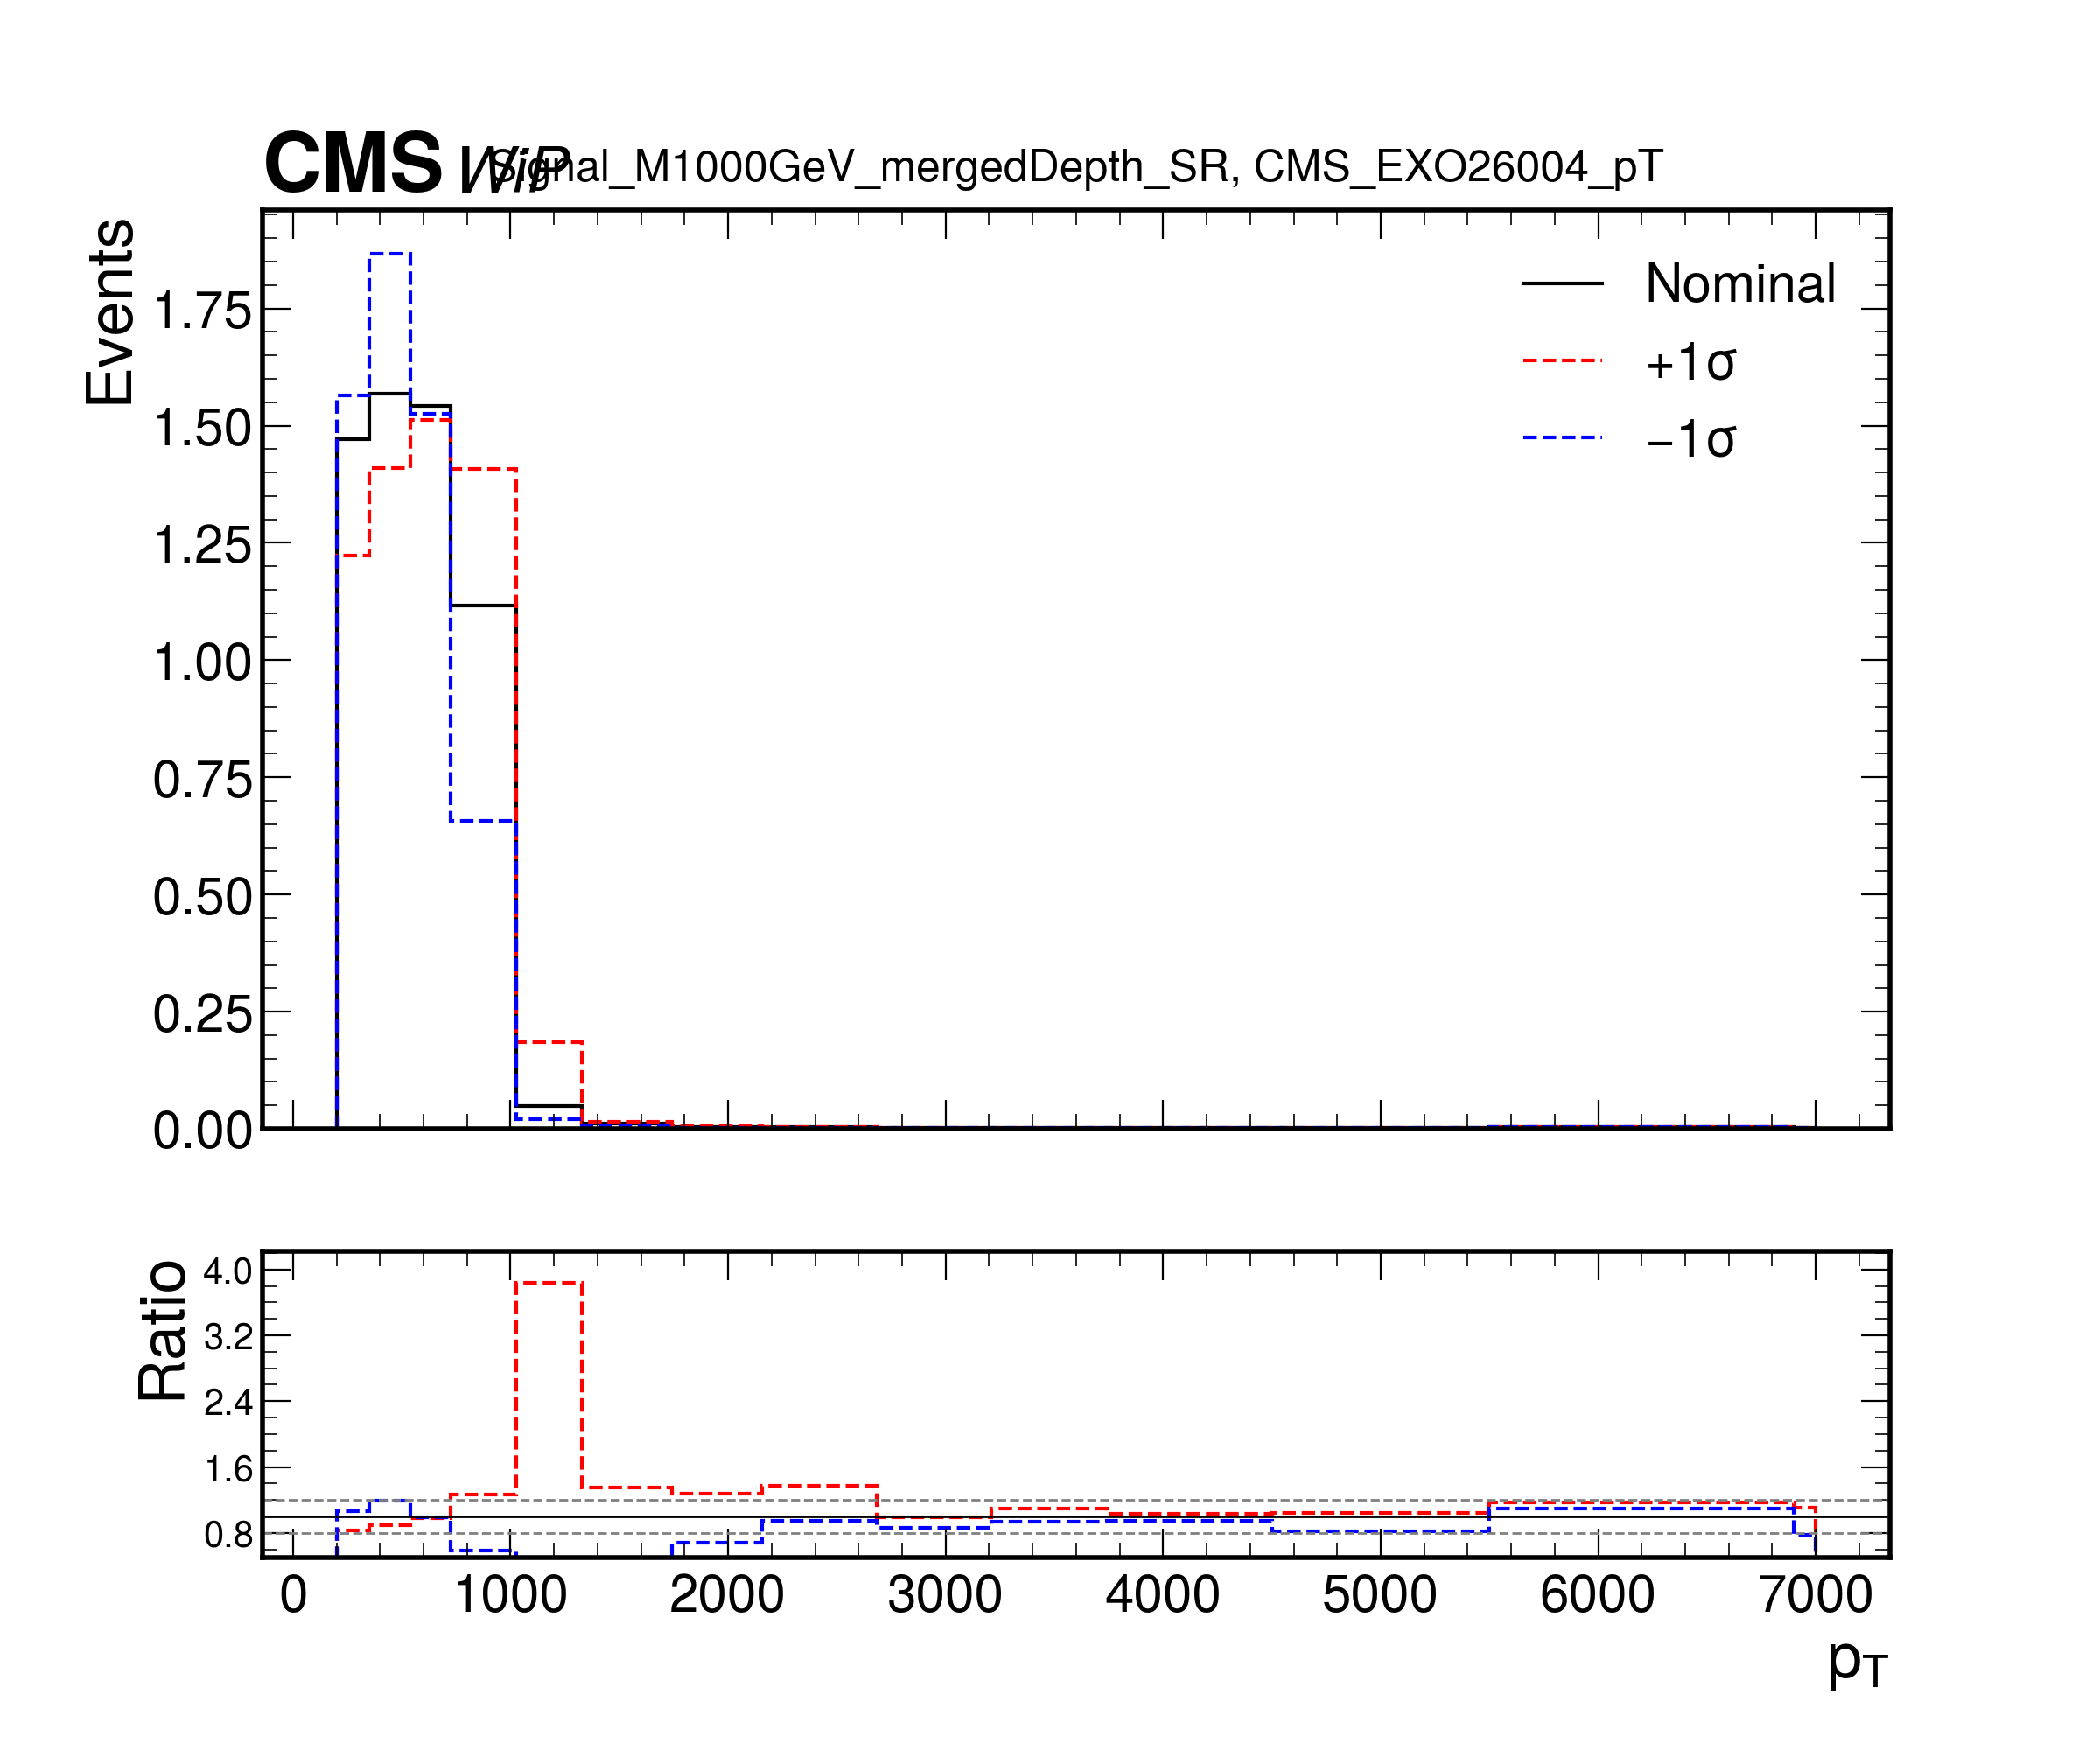 CMS WiP Signal_M1000GeV_mergedDepth_SR, CMS_EXO26004_pT
Events
1.75
1.50
1.25
1.00
0.75
0.50
0.25
0.00
Nominal
+1σ
−1σ
Ratio
4.0
3.2
2.4
1.6
0.8
0 1000 2000 3000 4000 5000 6000 7000
pT